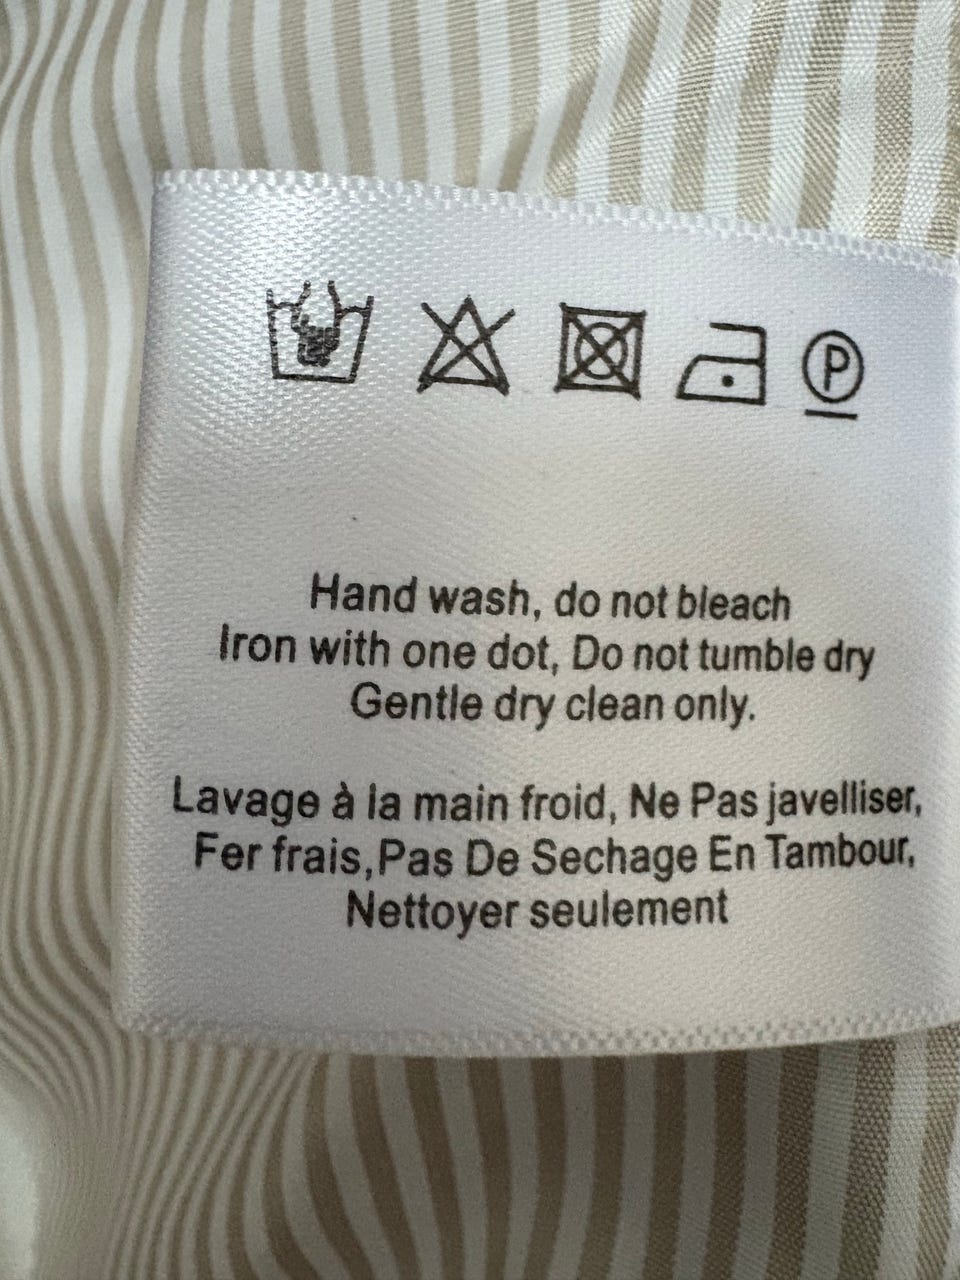 P
Hand wash, do not bleach
Iron with one dot, Do not tumble dry
Gentle dry clean only.
Lavage à la main froid, Ne Pas javelliser,
Fer frais,Pas De Sechage En Tambour,
Nettoyer seulement